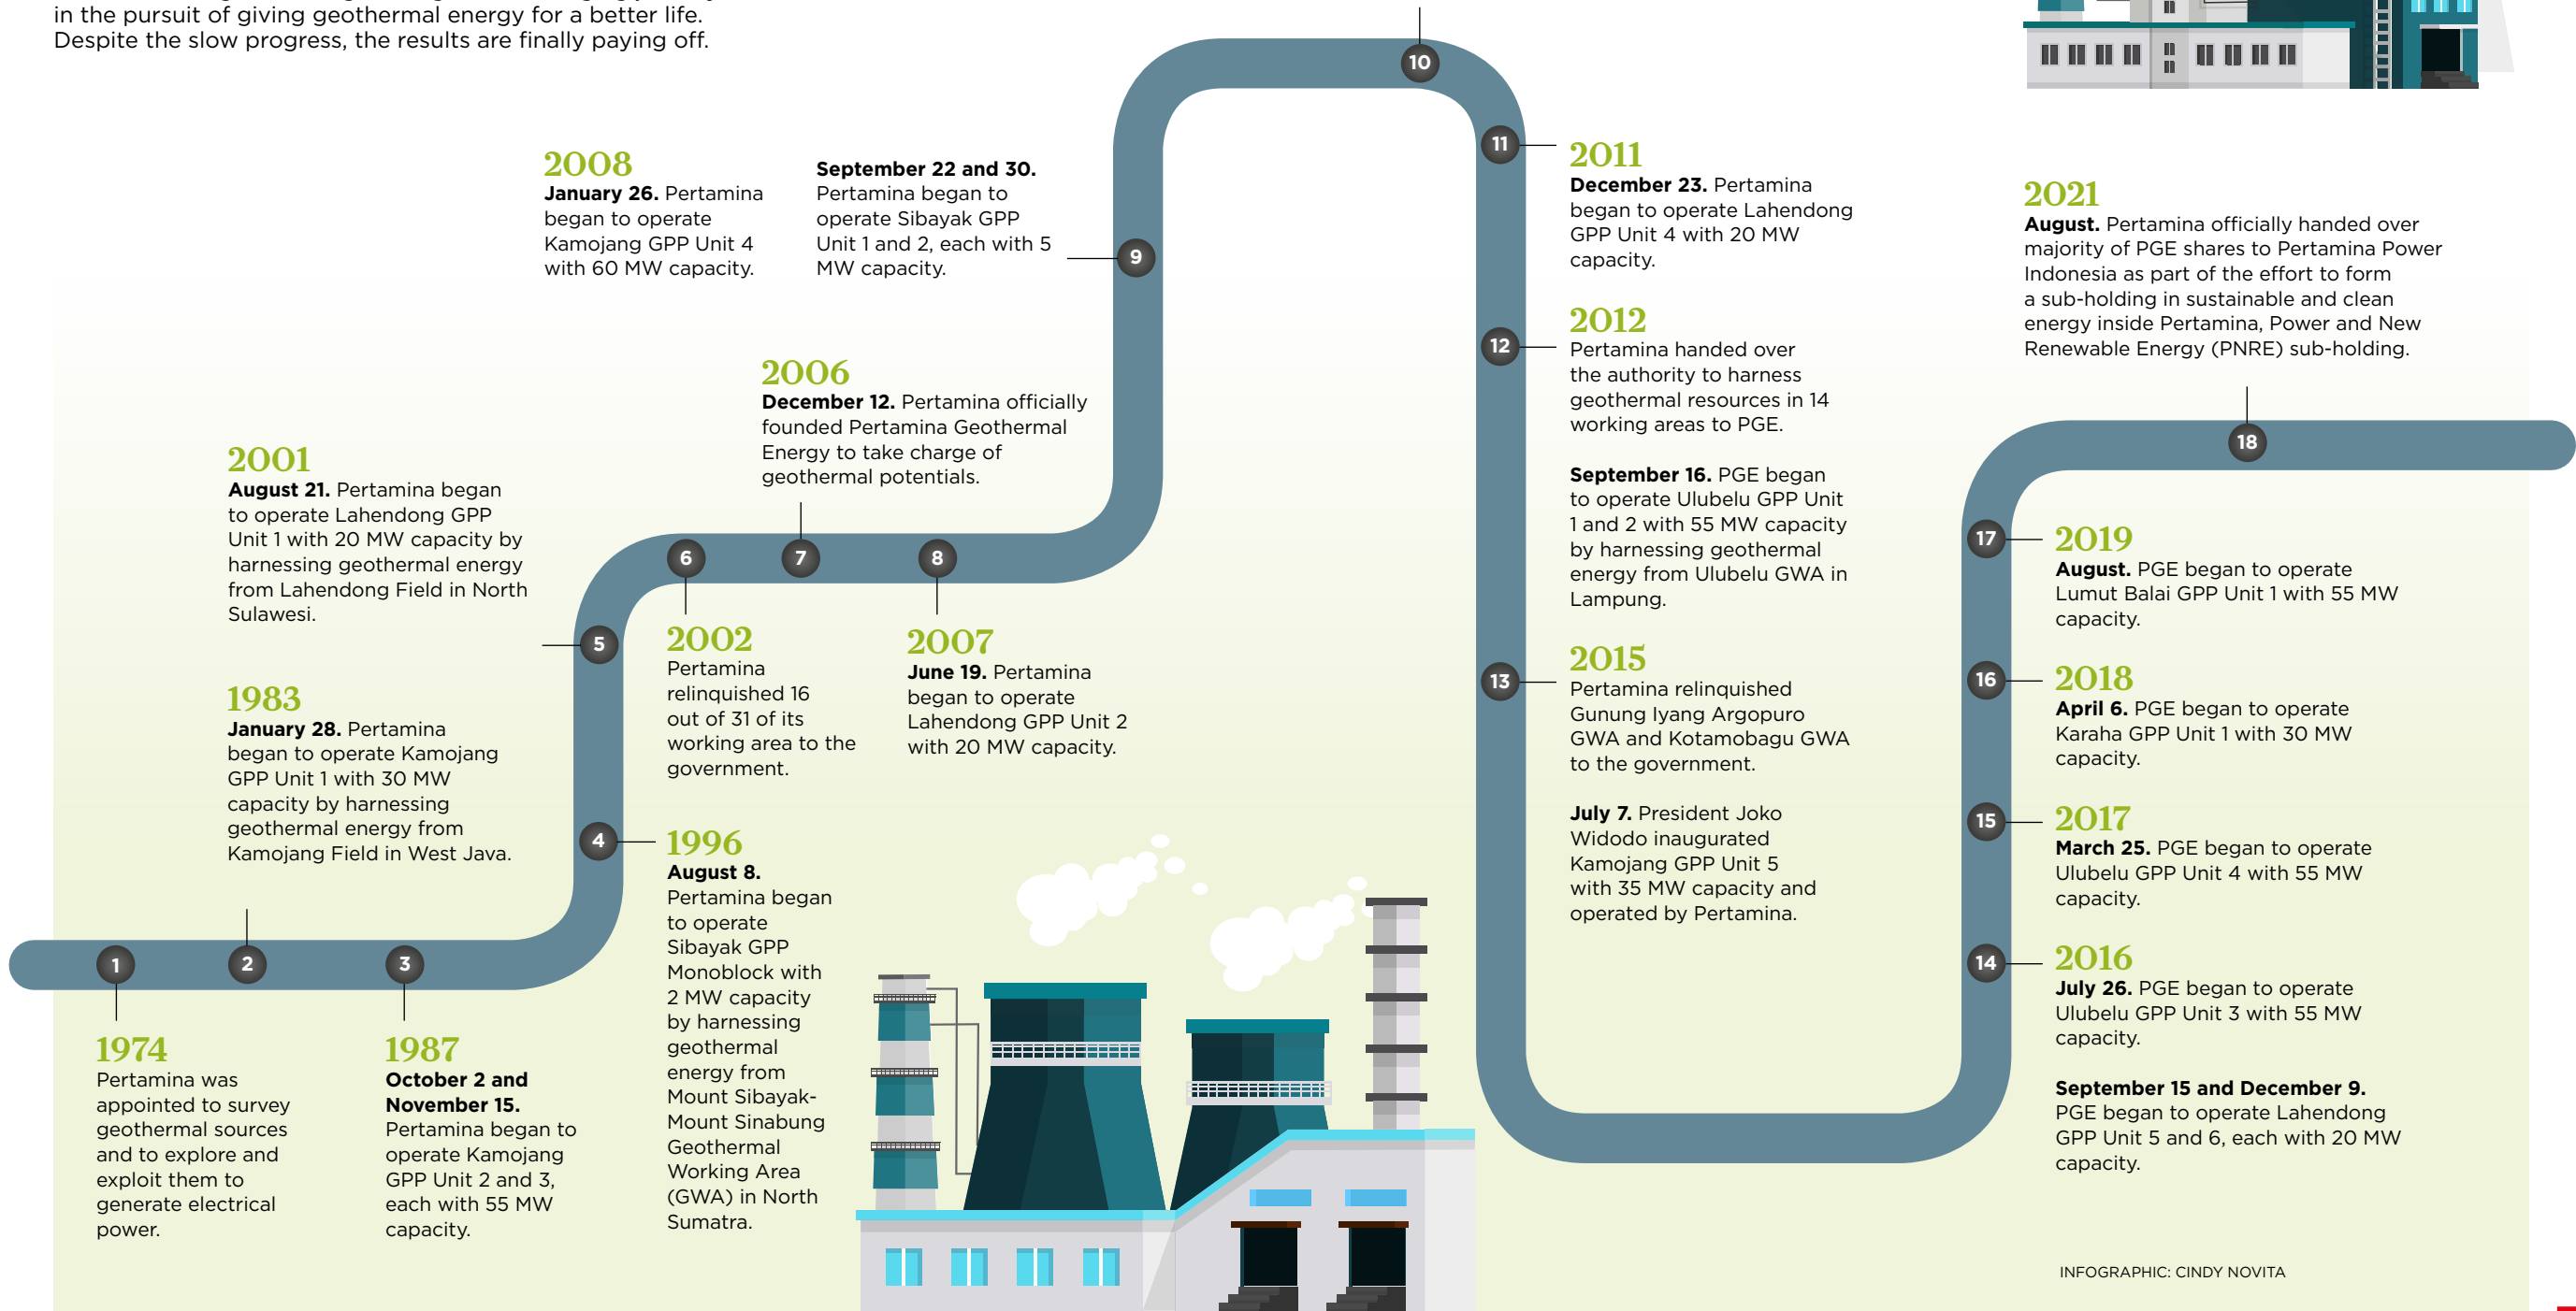 in the pursuit of giving geothermal energy for a better life.
Despite the slow progress, the results are finally paying off.
1
1974
Pertamina was
appointed to survey
geothermal sources
and to explore and
exploit them to
generate electrical
power.
2
1983
January 28. Pertamina
began to operate Kamojang
GPP Unit 1 with 30 MW
capacity by harnessing
geothermal energy from
Kamojang Field in West Java.
3
1987
October 2 and
November 15.
Pertamina began to
operate Kamojang
GPP Unit 2 and 3,
each with 55 MW
capacity.
4
1996
August 8.
Pertamina began
to operate
Sibayak GPP
Monoblock with
2 MW capacity
by harnessing
geothermal
energy from
Mount Sibayak-
Mount Sinabung
Geothermal
Working Area
(GWA) in North
Sumatra.
5
2001
August 21. Pertamina began
to operate Lahendong GPP
Unit 1 with 20 MW capacity by
harnessing geothermal energy
from Lahendong Field in North
Sulawesi.
6
2002
Pertamina
relinquished 16
out of 31 of its
working area to the
government.
7
2006
December 12. Pertamina officially
founded Pertamina Geothermal
Energy to take charge of
geothermal potentials.
8
2007
June 19. Pertamina
began to operate
Lahendong GPP Unit 2
with 20 MW capacity.
9
2008
January 26. Pertamina
began to operate
Kamojang GPP Unit 4
with 60 MW capacity.
September 22 and 30.
Pertamina began to
operate Sibayak GPP
Unit 1 and 2, each with 5
MW capacity.
10
11
2011
December 23. Pertamina
began to operate Lahendong
GPP Unit 4 with 20 MW
capacity.
12
2012
Pertamina handed over
the authority to harness
geothermal resources in 14
working areas to PGE.
September 16. PGE began
to operate Ulubelu GPP Unit
1 and 2 with 55 MW capacity
by harnessing geothermal
energy from Ulubelu GWA in
Lampung.
13
2015
Pertamina relinquished
Gunung Iyang Argopuro
GWA and Kotamobagu GWA
to the government.
July 7. President Joko
Widodo inaugurated
Kamojang GPP Unit 5
with 35 MW capacity and
operated by Pertamina.
14
2016
July 26. PGE began to operate
Ulubelu GPP Unit 3 with 55 MW
capacity.
September 15 and December 9.
PGE began to operate Lahendong
GPP Unit 5 and 6, each with 20 MW
capacity.
15
2017
March 25. PGE began to operate
Ulubelu GPP Unit 4 with 55 MW
capacity.
16
2018
April 6. PGE began to operate
Karaha GPP Unit 1 with 30 MW
capacity.
17
2019
August. PGE began to operate
Lumut Balai GPP Unit 1 with 55 MW
capacity.
18
2021
August. Pertamina officially handed over
majority of PGE shares to Pertamina Power
Indonesia as part of the effort to form
a sub-holding in sustainable and clean
energy inside Pertamina, Power and New
Renewable Energy (PNRE) sub-holding.
INFOGRAPHIC: CINDY NOVITA